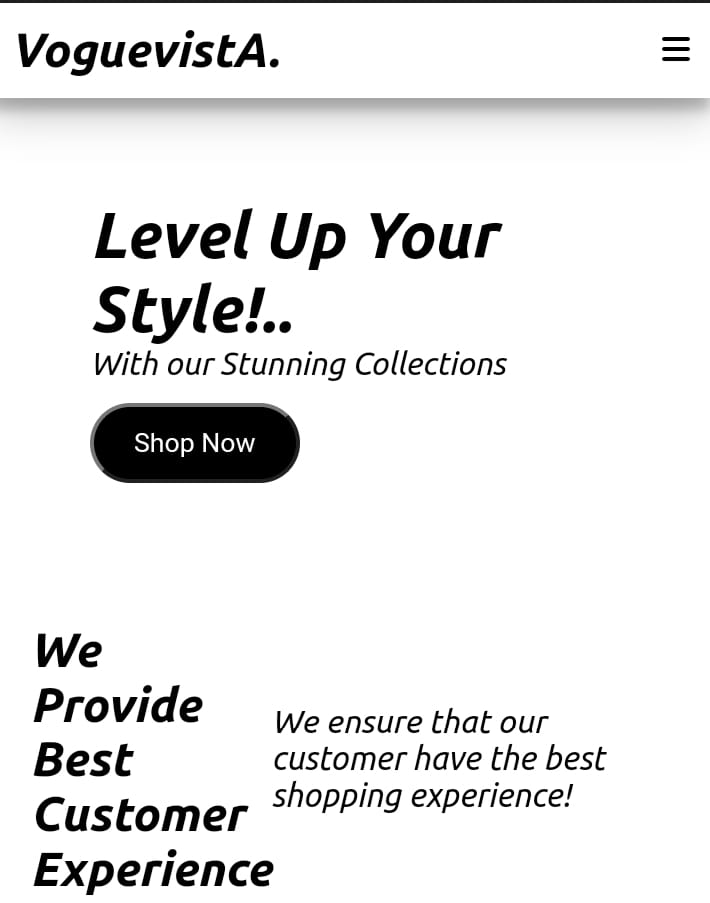 VoguevistA.
Level Up Your
Style!..
With our Stunning Collections
Shop Now
We
Provide
Best
Customer
Experience
We ensure that our
customer have the best
shopping experience!